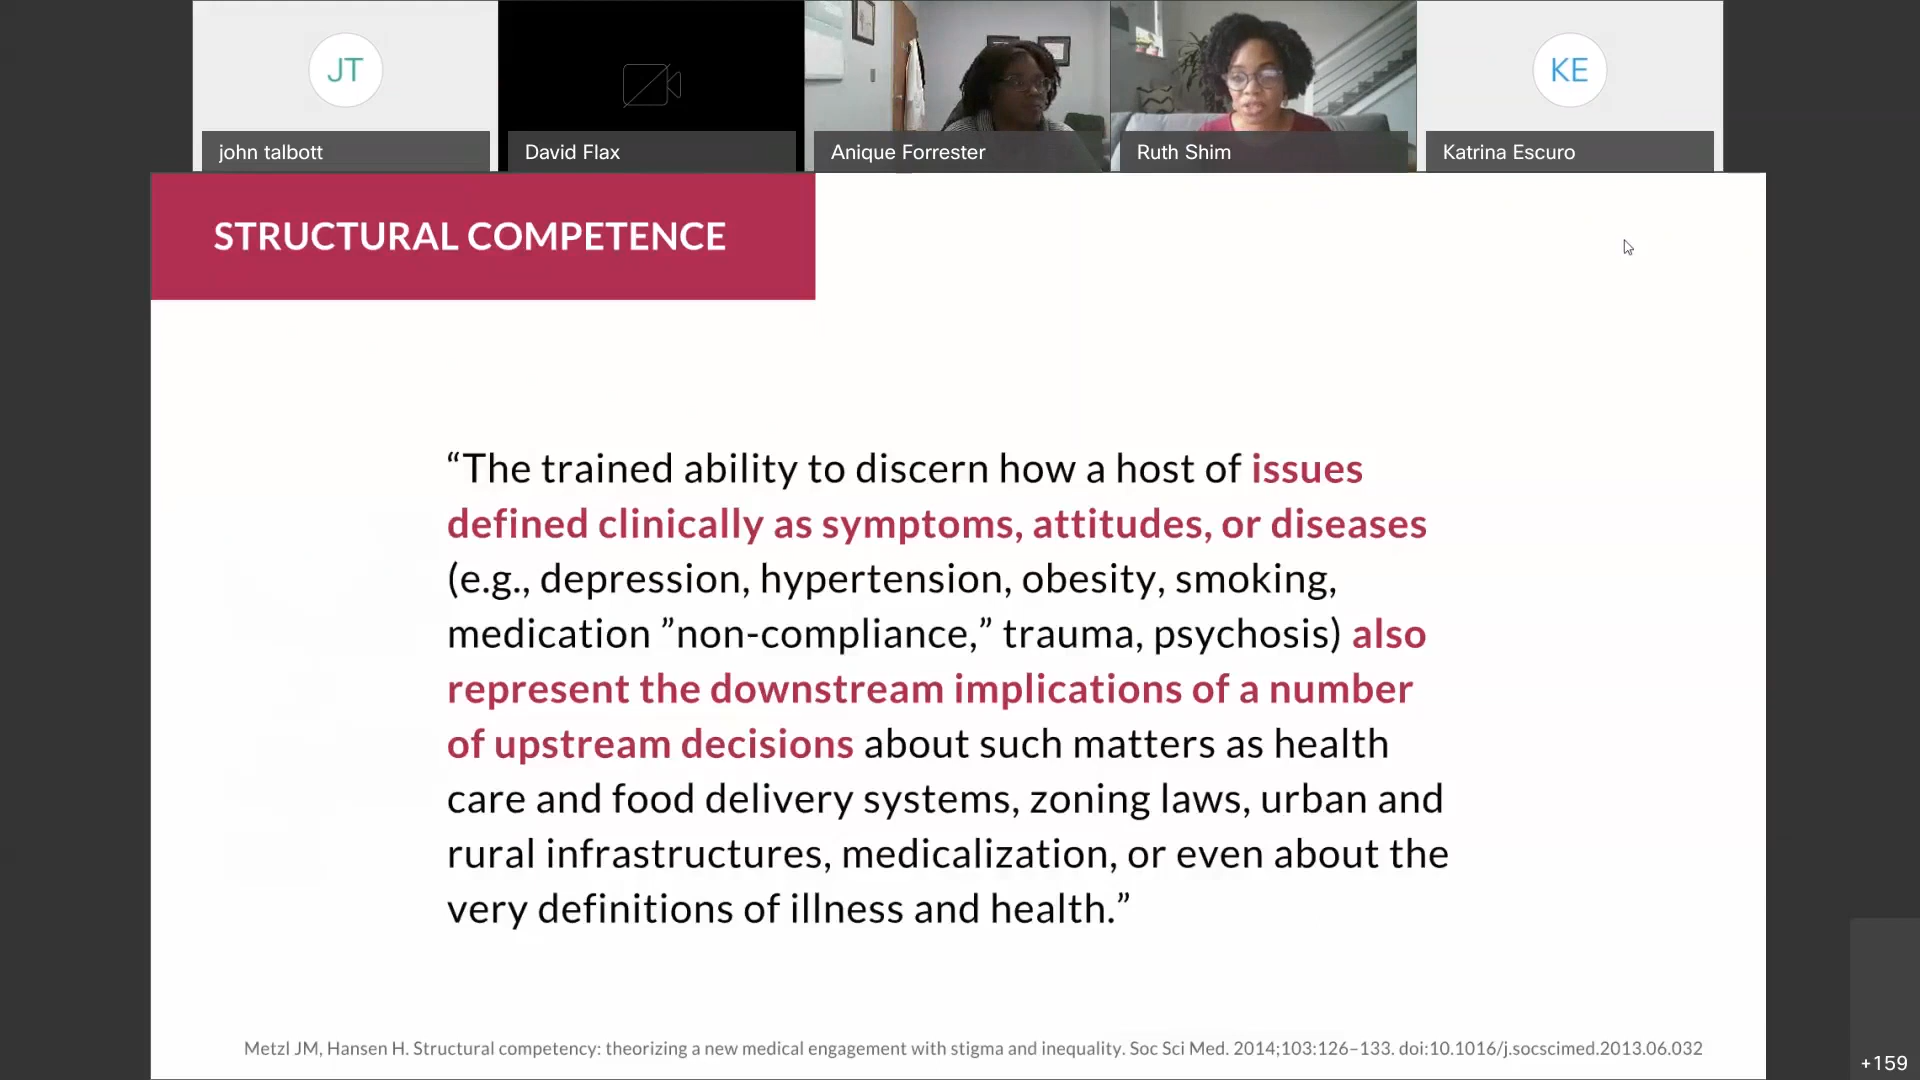 JT
KE
john talbott
David Flax
Anique Forrester
Ruth Shim
Katrina Escuro
STRUCTURAL COMPETENCE
“The trained ability to discern how a host of issues
defined clinically as symptoms, attitudes, or diseases
(e.g., depression, hypertension, obesity, smoking,
medication ”non-compliance,” trauma, psychosis) also
represent the downstream implications of a number
of upstream decisions about such matters as health
care and food delivery systems, zoning laws, urban and
rural infrastructures, medicalization, or even about the
very definitions of illness and health.”
Metzl JM, Hansen H. Structural competency: theorizing a new medical engagement with stigma and inequality. Soc Sci Med. 2014;103:126–133. doi:10.1016/j.socscimed.2013.06.032
+159